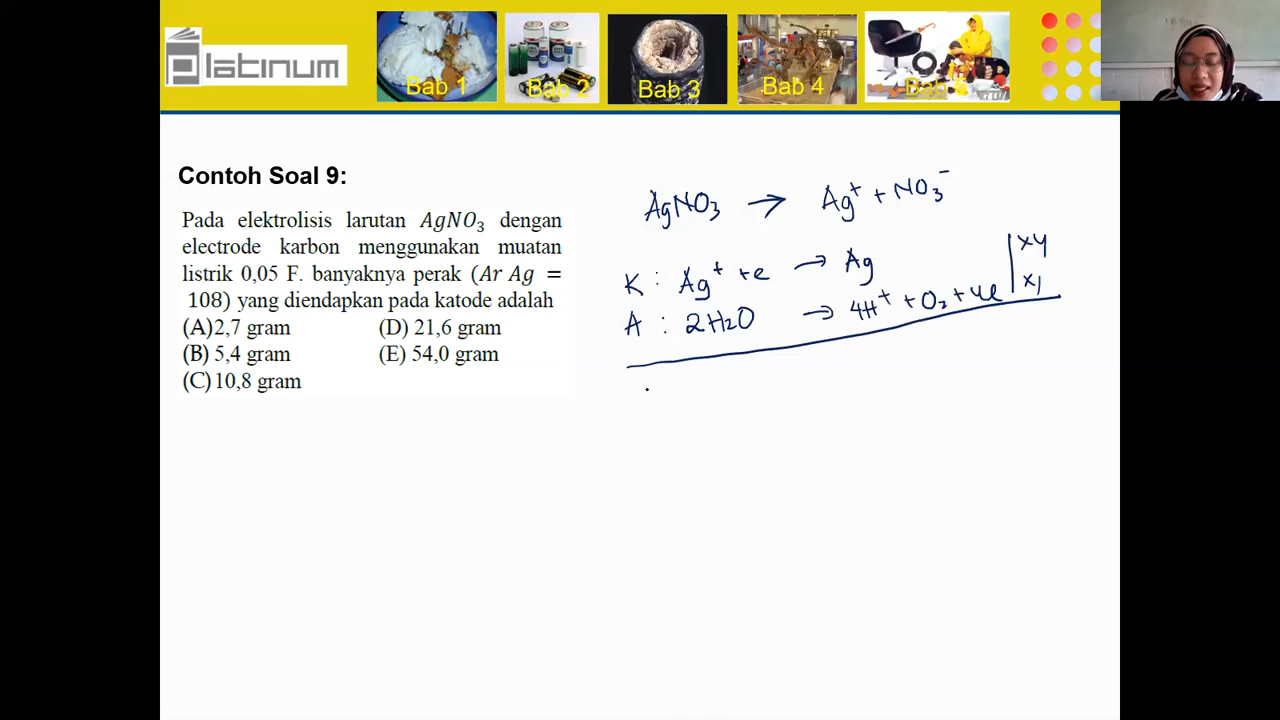 Platinum
Bab 1
Bab 2
Bab 3
Bab 4
Bab
Contoh Soal 9:
Pada elektrolisis larutan AgNO₃ dengan
electrode karbon menggunakan muatan
listrik 0,05 F. banyaknya perak (Ar Ag =
108) yang diendapkan pada katode adalah
(A)2,7 gram (D) 21,6 gram
(B) 5,4 gram (E) 54,0 gram
(C)10,8 gram
AgNO₃ → Ag⁺ + NO₃⁻
K : Ag⁺ + e → Ag | x4
A : 2H₂O → 4H⁺ + O₂ + 4e | x1